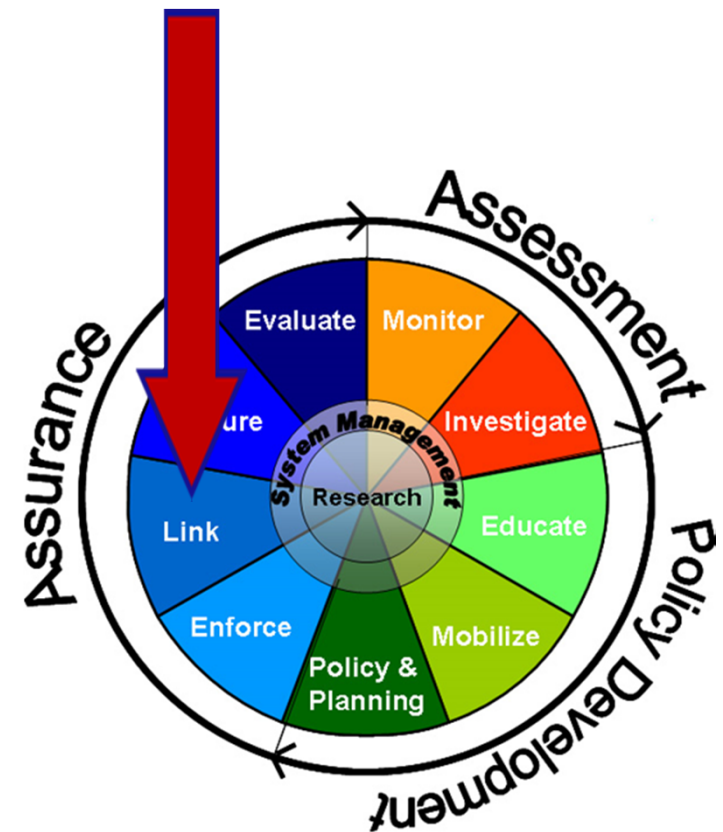 Assessment
Policy Development
Assurance
Evaluate
Monitor
Investigate
Educate
Mobilize
Policy &
Planning
Enforce
Link
ure
System Management
Research